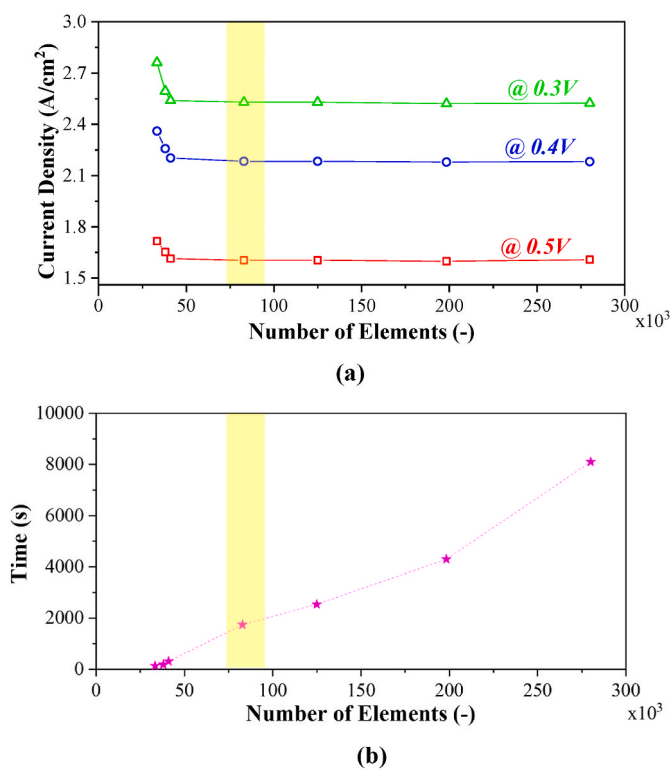 3.0
2.7
2.4
2.1
1.8
1.5
Current Density (A/cm²)
@ 0.3V
@ 0.4V
@ 0.5V
0 50 100 150 200 250 300
x10³
Number of Elements (-)
(a)
10000
8000
6000
4000
2000
0
Time (s)
0 50 100 150 200 250 300
x10³
Number of Elements (-)
(b)